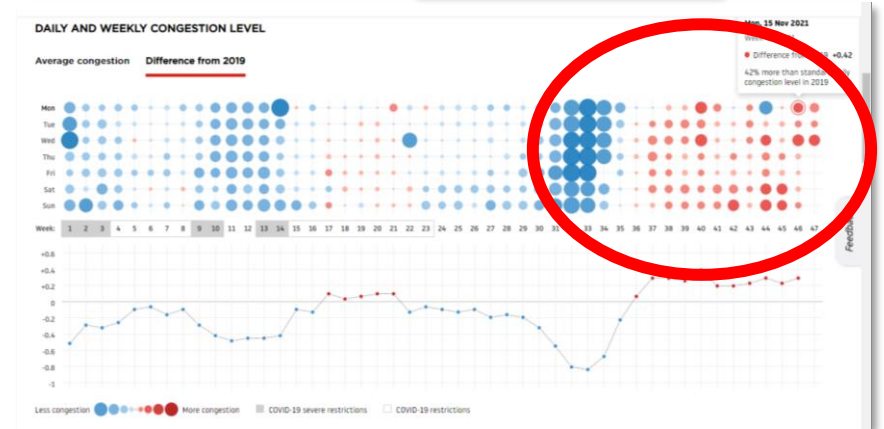 DAILY AND WEEKLY CONGESTION LEVEL
Mon, 15 Nov 2021
Average congestion Difference from 2019
Difference +0.42
42% more than
congestion level in 2019
Mon
Tue
Wed
Thu
Fri
Sat
Sun
Week: 1 2 3 4 5 6 7 8 9 10 11 12 13 14 15 16 17 18 19 20 21 22 23 24 25 26 27 28 29 30 31 33 34 35 36 37 38 39 40 41 42 43 44 45 46 47
+0.6
+0.4
+0.2
0
-0.2
-0.4
-0.6
-0.8
-1
Less congestion More congestion COVID-19 severe restrictions COVID-19 restrictions